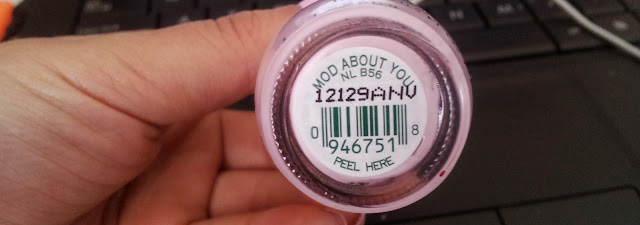 MOD ABOUT YOU
NL B56
12129ANV
0 946751 8
PEEL HERE